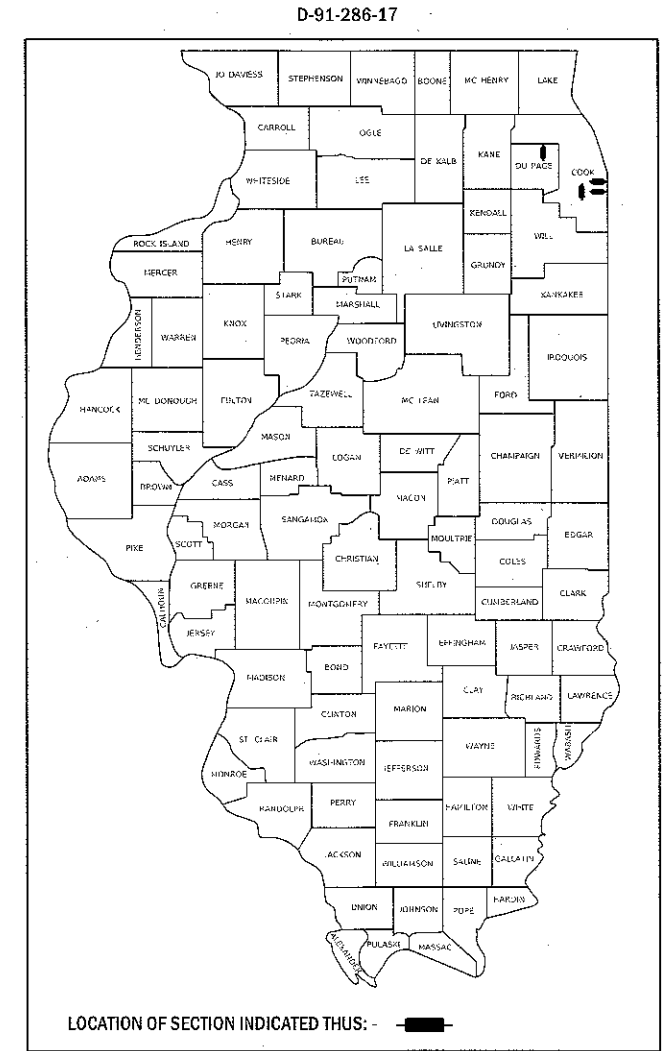 D-91-286-17
JO DAVIESS STEPHENSON WINNEBAGO BOONE MC HENRY LAKE
CARROLL OGLE
DE KALB KANE DU PAGE COOK
WHITESIDE LEE
KENDALL
ROCK ISLAND HENRY BUREAU LA SALLE WILL
MERCER PUTNAM GRUNDY
STARK MARSHALL KANKAKEE
HENDERSON WARREN KNOX PEORIA WOODFORD LIVINGSTON IROQUOIS
HANCOCK MC DONOUGH FULTON TAZEWELL MC LEAN FORD
MASON
SCHUYLER LOGAN DE WITT CHAMPAIGN VERMILION
ADAMS BROWN CASS MENARD PIATT
MACON
MORGAN SANGAMON DOUGLAS
PIKE SCOTT CHRISTIAN MOULTRIE EDGAR
COLES
GREENE SHELBY
CALHOUN MACOUPIN MONTGOMERY CUMBERLAND CLARK
JERSEY
FAYETTE EFFINGHAM JASPER CRAWFORD
MADISON BOND
CLAY RICHLAND LAWRENCE
CLINTON MARION
ST. CLAIR WAYNE EDWARDS WABASH
WASHINGTON JEFFERSON
MONROE
RANDOLPH PERRY HAMILTON WHITE
FRANKLIN
JACKSON WILLIAMSON SALINE GALLATIN
UNION JOHNSON POPE HARDIN
ALEXANDER PULASKI MASSAC
LOCATION OF SECTION INDICATED THUS: -